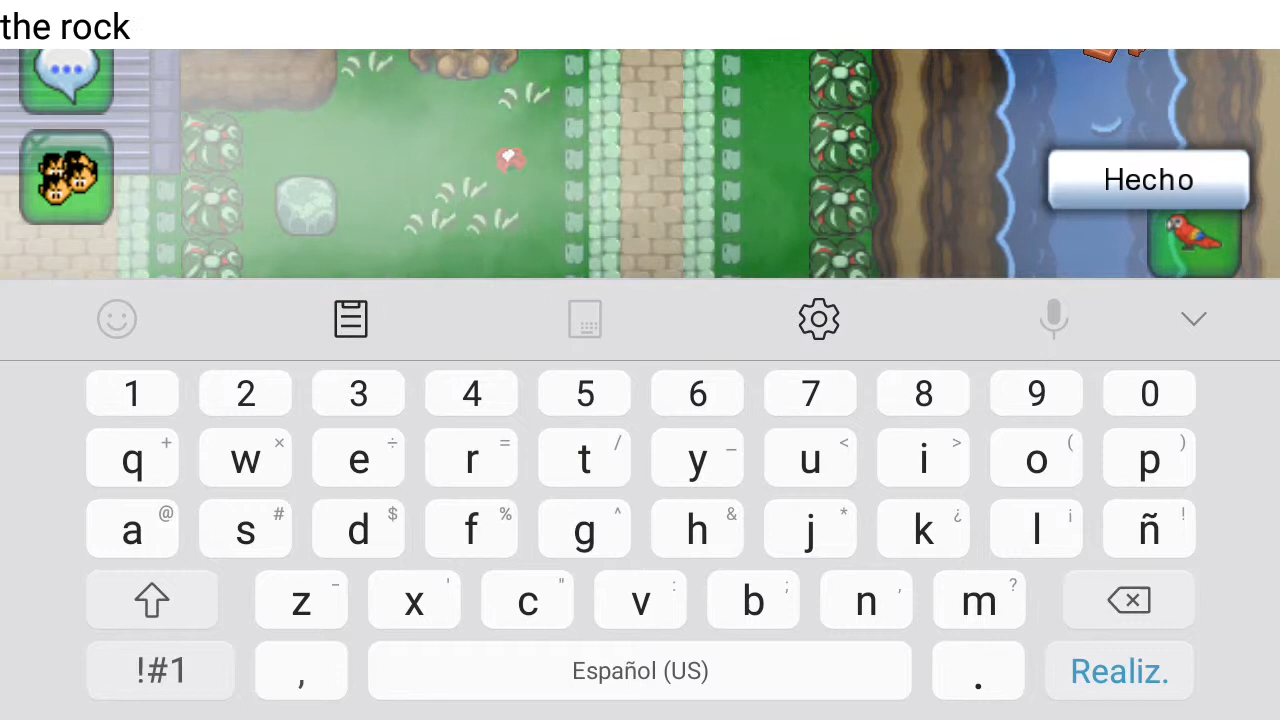 the rock
Hecho
1 2 3 4 5 6 7 8 9 0
q + w × e ÷ r = t / y _ u < i > o ( p )
a @ s # d $ f % g ^ h & j * k ¿ l ¡ ñ !
z - x ' c " v : b ; n , m ?
!#1 , Español (US) . Realiz.